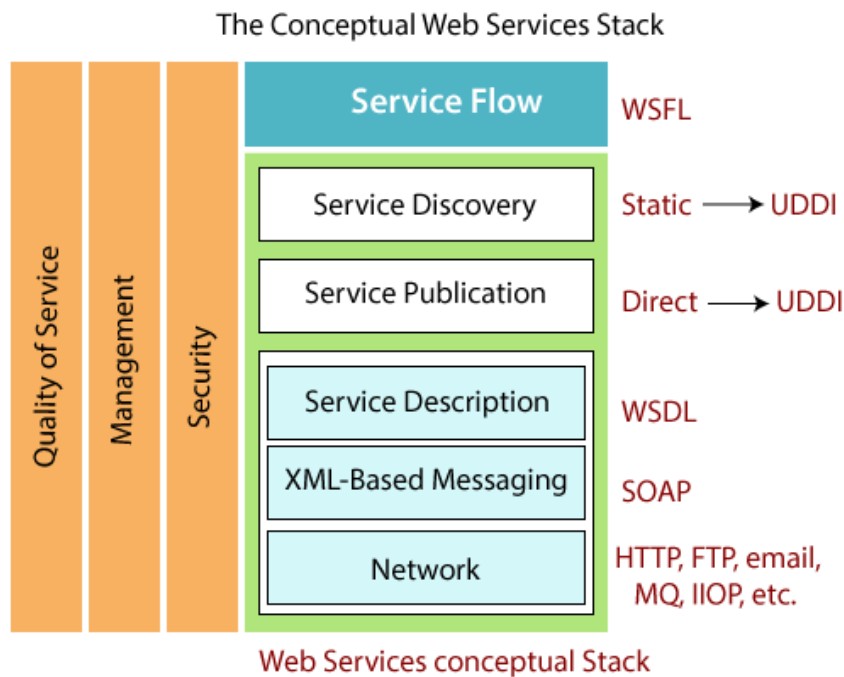 The Conceptual Web Services Stack
Quality of Service
Management
Security
Service Flow
WSFL
Service Discovery
Static → UDDI
Service Publication
Direct → UDDI
Service Description
WSDL
XML-Based Messaging
SOAP
Network
HTTP, FTP, email,
MQ, IIOP, etc.
Web Services conceptual Stack